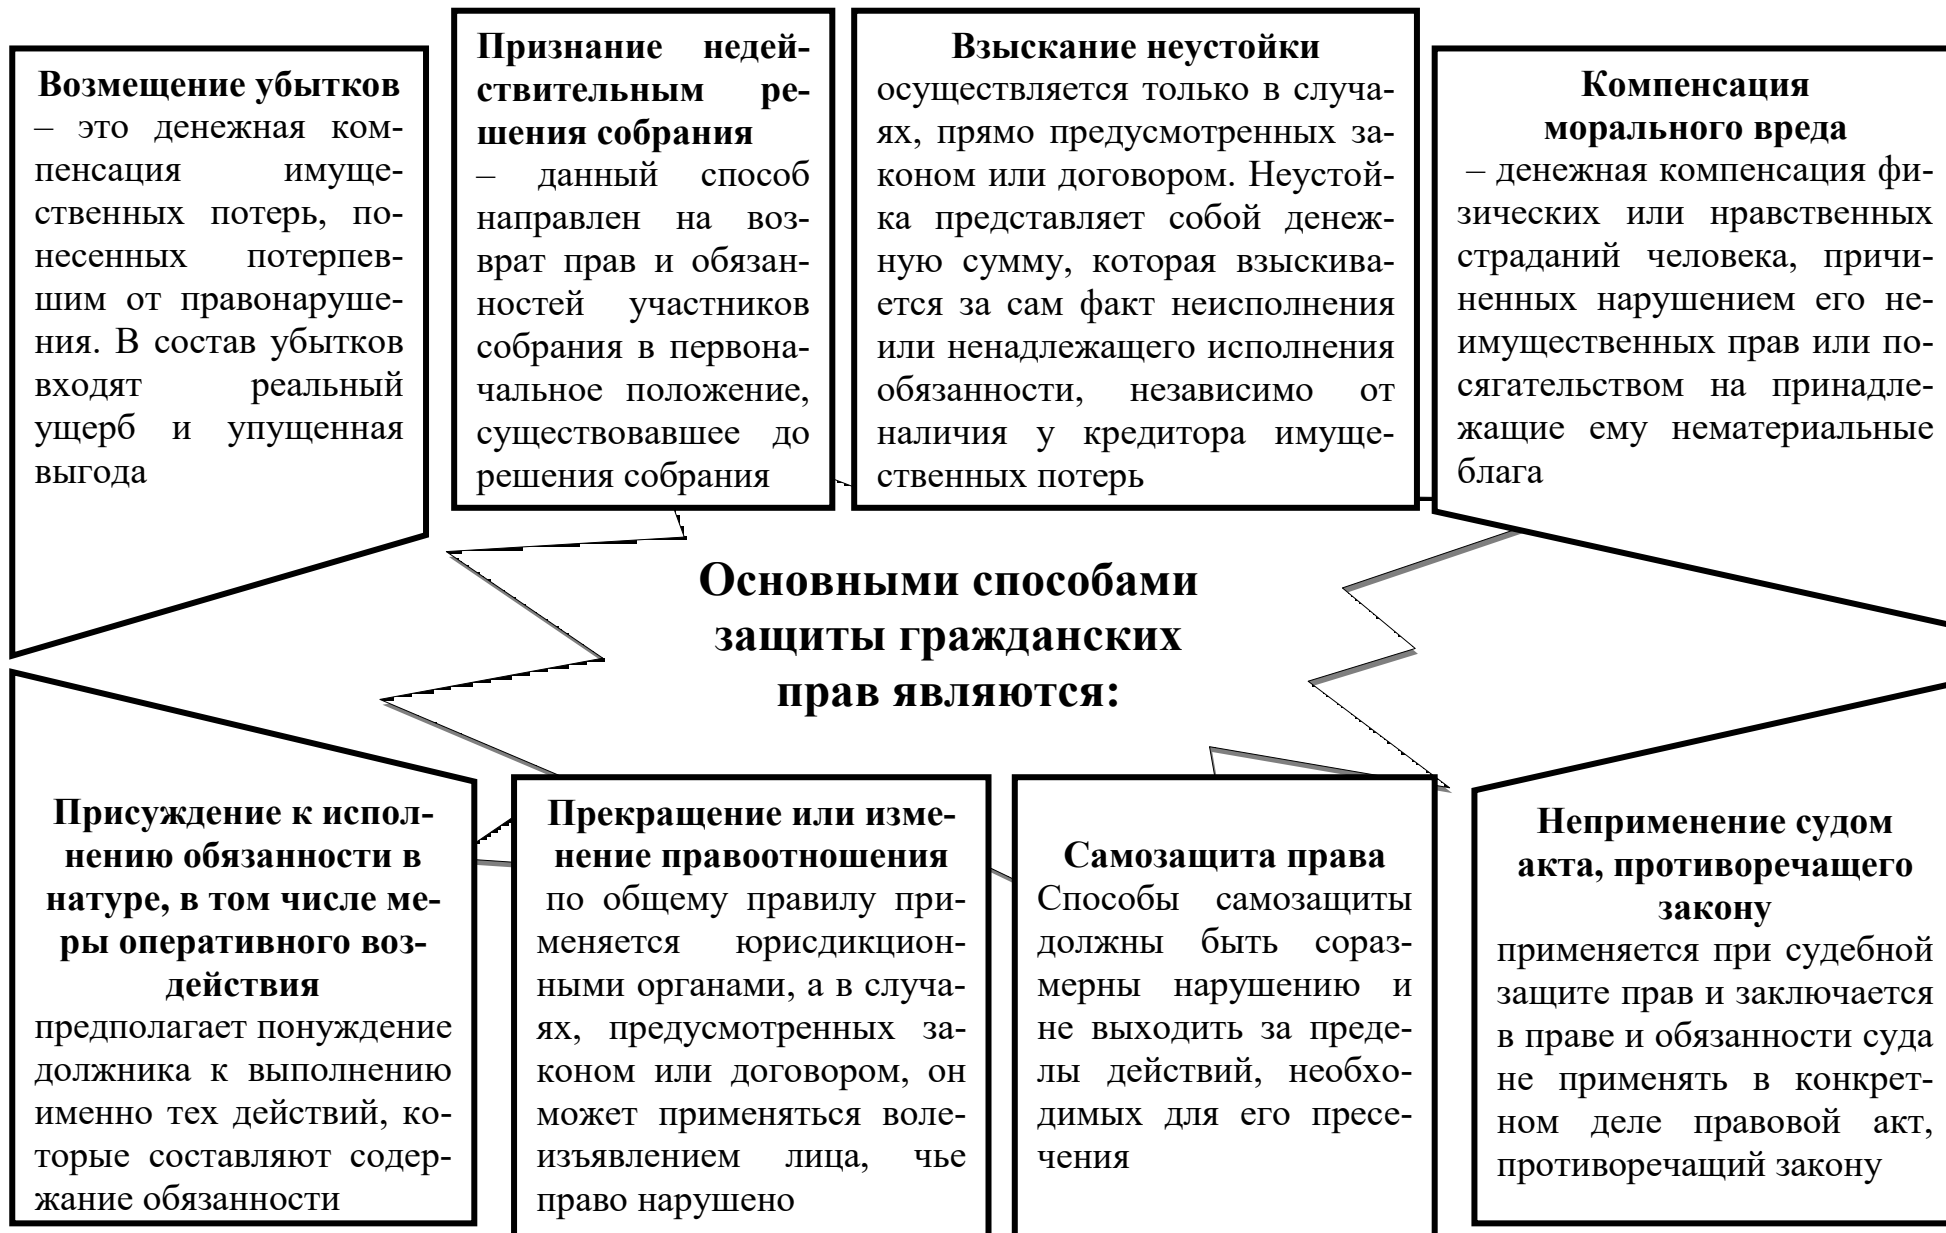 Возмещение убытков
– это денежная ком-
пенсация имуще-
ственных потерь, по-
несенных потерпев-
шим от правонаруше-
ния. В состав убытков
входят реальный
ущерб и упущенная
выгода
Признание недей-
ствительным ре-
шения собрания
– данный способ
направлен на воз-
врат прав и обязан-
ностей участников
собрания в первона-
чальное положение,
существовавшее до
решения собрания
Взыскание неустойки
осуществляется только в случа-
ях, прямо предусмотренных за-
коном или договором. Неустой-
ка представляет собой денеж-
ную сумму, которая взыскива-
ется за сам факт неисполнения
или ненадлежащего исполнения
обязанности, независимо от
наличия у кредитора имуще-
ственных потерь
Компенсация
морального вреда
– денежная компенсация фи-
зических или нравственных
страданий человека, причи-
ненных нарушением его не-
имущественных прав или по-
сягательством на принадле-
жащие ему нематериальные
блага
Основными способами
защиты гражданских
прав являются:
Присуждение к испол-
нению обязанности в
натуре, в том числе ме-
ры оперативного воз-
действия
предполагает понуждение
должника к выполнению
именно тех действий, ко-
торые составляют содер-
жание обязанности
Прекращение или изме-
нение правоотношения
по общему правилу при-
меняется юрисдикцион-
ными органами, а в случа-
ях, предусмотренных за-
коном или договором, он
может применяться воле-
изъявлением лица, чье
право нарушено
Самозащита права
Способы самозащиты
должны быть сораз-
мерны нарушению и
не выходить за преде-
лы действий, необхо-
димых для его пресе-
чения
Неприменение судом
акта, противоречащего
закону
применяется при судебной
защите прав и заключается
в праве и обязанности суда
не применять в конкрет-
ном деле правовой акт,
противоречащий закону